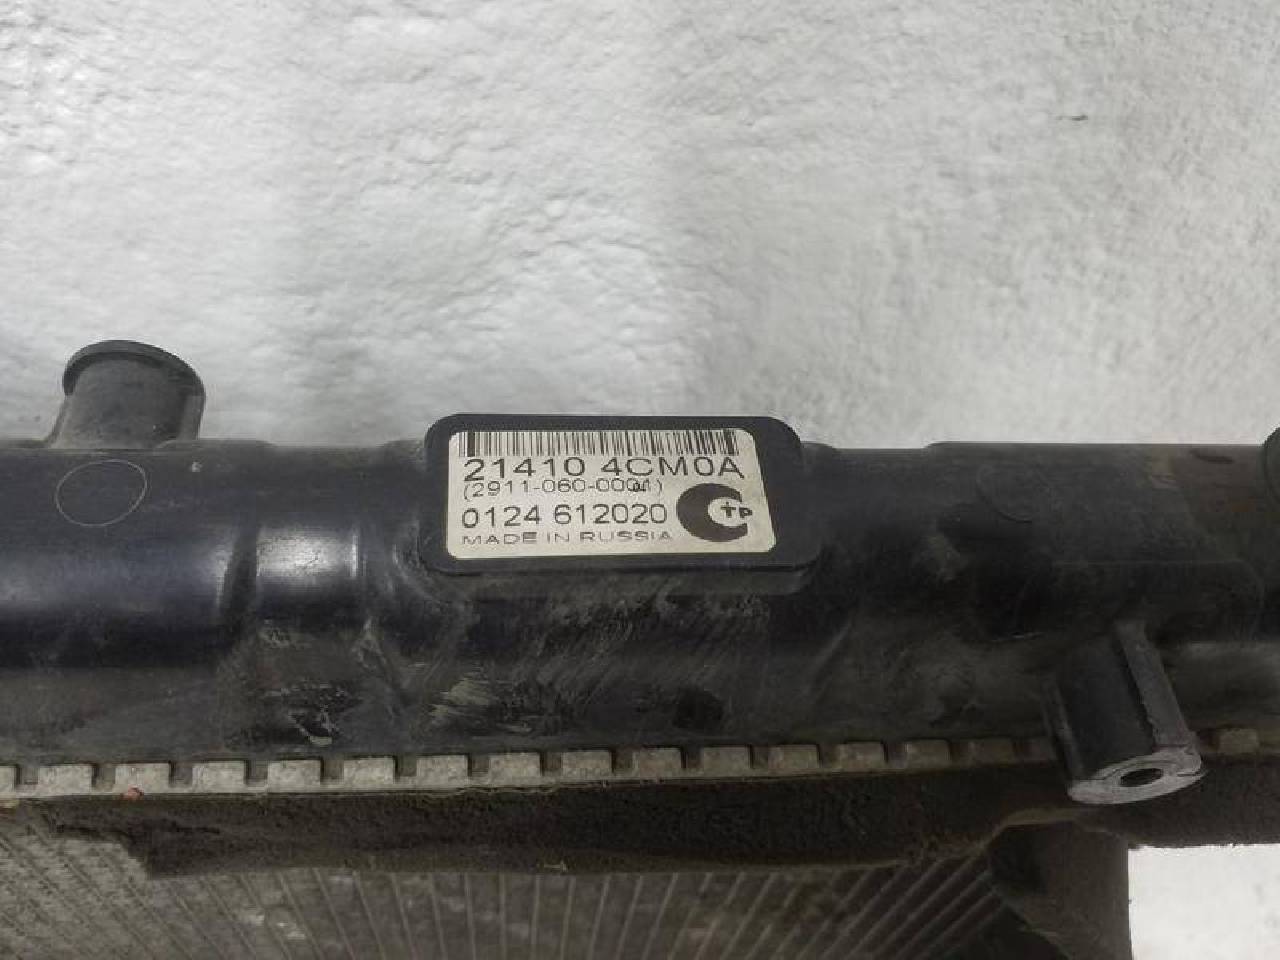 21410 4CM0A
(2911-060-0001)
0124 612020
MADE IN RUSSIA